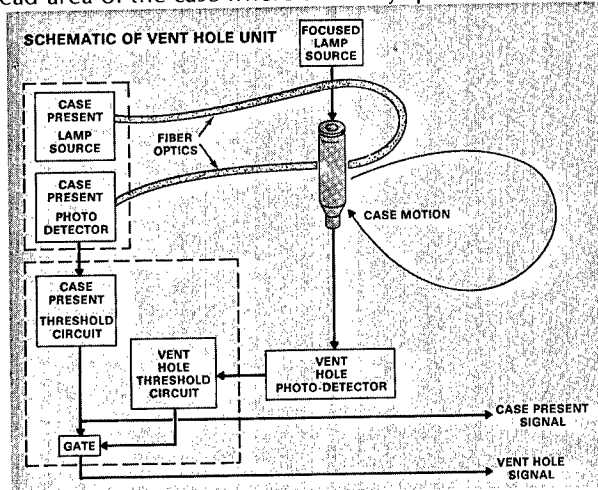 SCHEMATIC OF VENT HOLE UNIT
FOCUSED
LAMP
SOURCE
CASE
PRESENT
LAMP
SOURCE
FIBER
OPTICS
CASE
PRESENT
PHOTO
DETECTOR
CASE MOTION
CASE
PRESENT
THRESHOLD
CIRCUIT
VENT
HOLE
THRESHOLD
CIRCUIT
VENT
HOLE
PHOTO-DETECTOR
CASE PRESENT
SIGNAL
GATE
VENT HOLE
SIGNAL